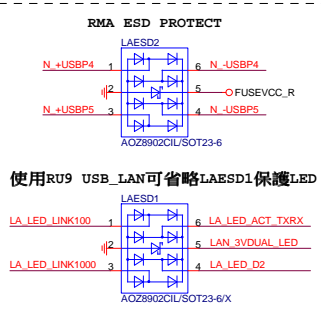 RMA ESD PROTECT
LAESD2
N_+USBP4 1 6 N_-USBP4
2 5 FUSEVCC_R
N_+USBP5 3 4 N_-USBP5
AOZ8902CIL/SOT23-6
使用RU9 USB_LAN可省略LAESD1保護LED
LAESD1
LA_LED_LINK100 1 6 LA_LED_ACT_TXRX
2 5 LAN_3VDUAL_LED
LA_LED_LINK1000 3 4 LA_LED_D2
AOZ8902CIL/SOT23-6/X